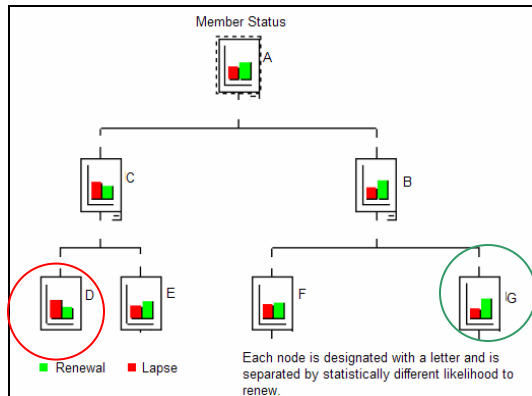 Member Status
A
C
B
D
E
F
G
Renewal
Lapse
Each node is designated with a letter and is
separated by statistically different likelihood to
renew.